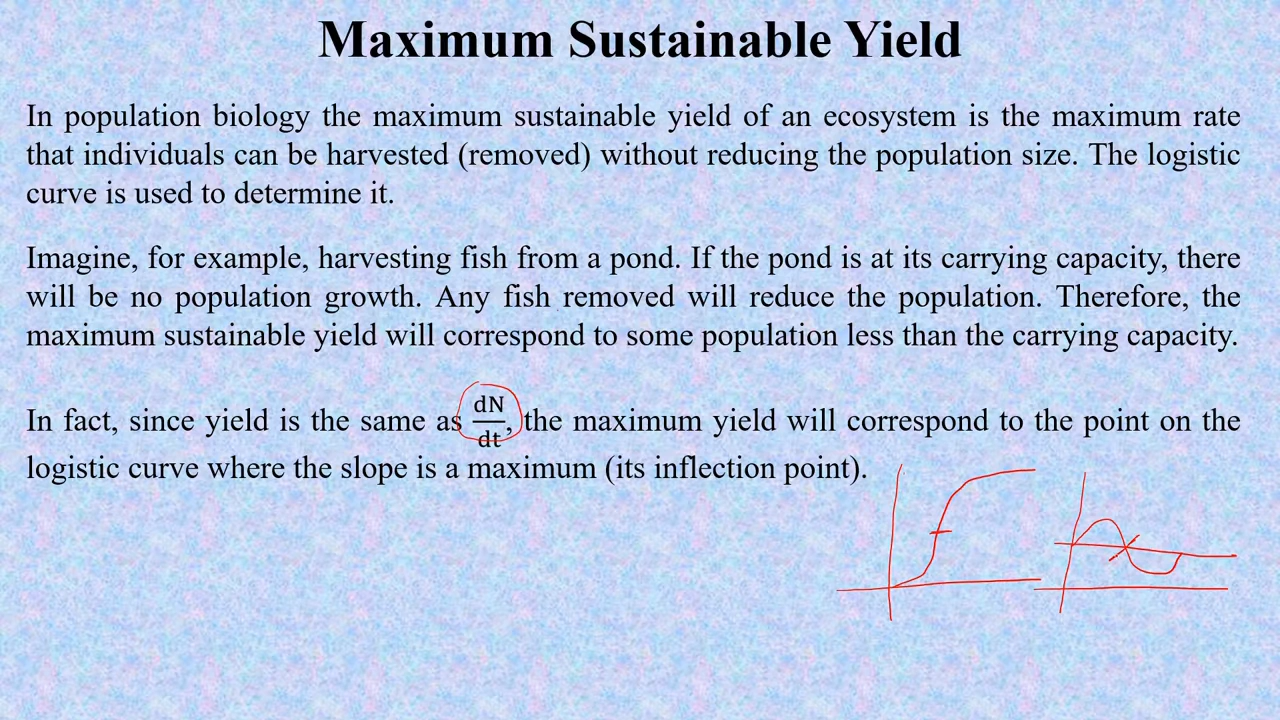 Maximum Sustainable Yield
In population biology the maximum sustainable yield of an ecosystem is the maximum rate
that individuals can be harvested (removed) without reducing the population size. The logistic
curve is used to determine it.
Imagine, for example, harvesting fish from a pond. If the pond is at its carrying capacity, there
will be no population growth. Any fish removed will reduce the population. Therefore, the
maximum sustainable yield will correspond to some population less than the carrying capacity.
In fact, since yield is the same as dN/dt, the maximum yield will correspond to the point on the
logistic curve where the slope is a maximum (its inflection point).